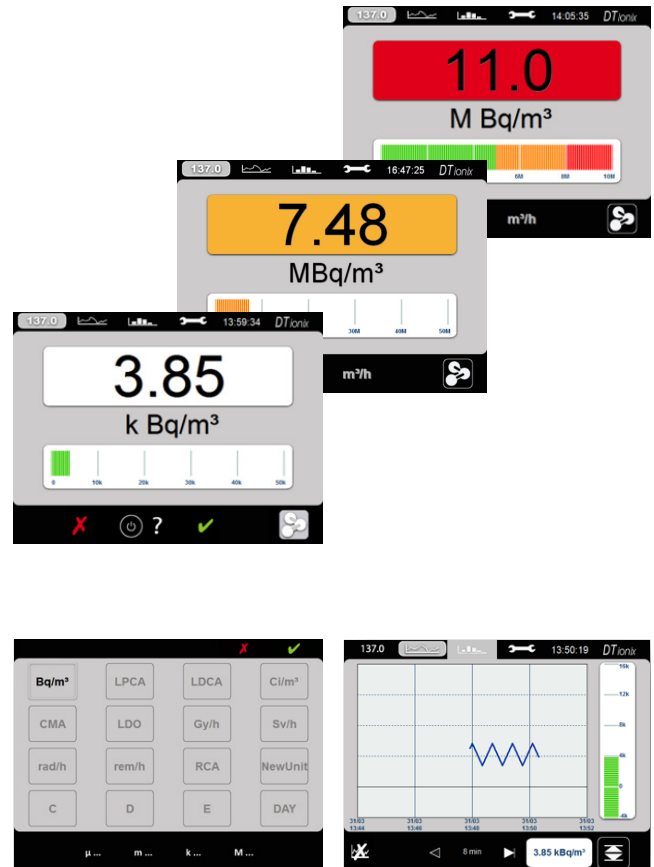 137.0 14:05:35 DTionix
11.0
M Bq/m³
6M 8M 10M
m³/h
137.0 16:47:25 DTionix
7.48
MBq/m³
30M 40M 50M
m³/h
137.0 13:59:34 DTionix
3.85
k Bq/m³
0 10k 20k 30k 40k 50k
?
Bq/m³ LPCA LDCA Ci/m³
CMA LDO Gy/h Sv/h
rad/h rem/h RCA NewUnit
C D E DAY
µ ... m ... k ... M ...
137.0 13:50:19 DTionix
16k
12k
8k
4k
0
-4k
31/03 31/03 31/03 31/03 31/03
13:44 13:46 13:48 13:50 13:52
8 min 3.85 kBq/m³